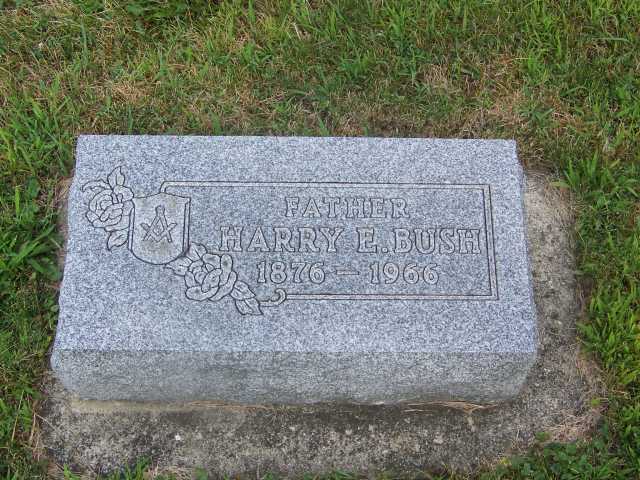 FATHER
HARRY E. BUSH
1876 – 1966